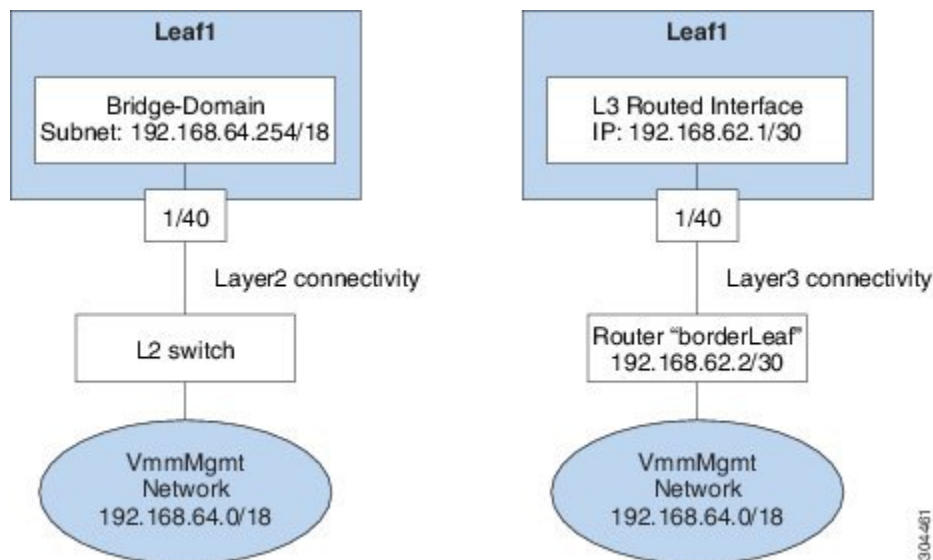 Leaf1
Bridge-Domain
Subnet: 192.168.64.254/18
1/40
Layer2 connectivity
L2 switch
VmmMgmt
Network
192.168.64.0/18
Leaf1
L3 Routed Interface
IP: 192.168.62.1/30
1/40
Layer3 connectivity
Router “borderLeaf”
192.168.62.2/30
VmmMgmt
Network
192.168.64.0/18
304461